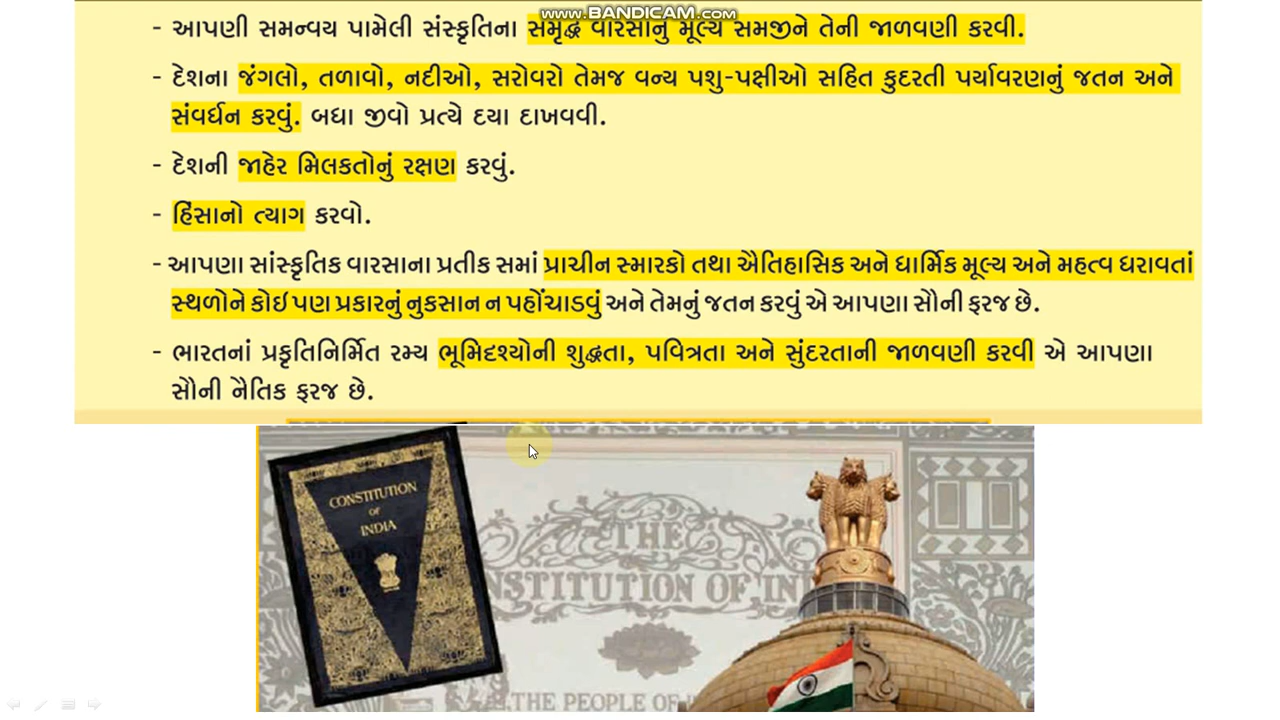 www.BANDICAM.com
- આપણી સમન્વય પામેલી સંસ્કૃતિના સમૃદ્ધ વારસાનું મૂલ્ય સમજીને તેની જાળવણી કરવી.
- દેશના જંગલો, તળાવો, નદીઓ, સરોવરો તેમજ વન્ય પશુ-પક્ષીઓ સહિત કુદરતી પર્યાવરણનું જતન અને
સંવર્ધન કરવું. બધા જીવો પ્રત્યે દયા દાખવવી.
- દેશની જાહેર મિલકતોનું રક્ષણ કરવું.
- હિંસાનો ત્યાગ કરવો.
- આપણા સાંસ્કૃતિક વારસાના પ્રતીક સમાં પ્રાચીન સ્મારકો તથા ઐતિહાસિક અને ધાર્મિક મૂલ્ય અને મહત્વ ધરાવતાં
સ્થળોને કોઇ પણ પ્રકારનું નુકસાન ન પહોંચાડવું અને તેમનું જતન કરવું એ આપણા સૌની ફરજ છે.
- ભારતનાં પ્રકૃતિનિર્મિત રમ્ય ભૂમિદૃશ્યોની શુદ્ધતા, પવિત્રતા અને સુંદરતાની જાળવણી કરવી એ આપણા
સૌની નૈતિક ફરજ છે.
CONSTITUTION
OF
INDIA
THE
NSTITUTION OF IN
THE PEOPLE OF